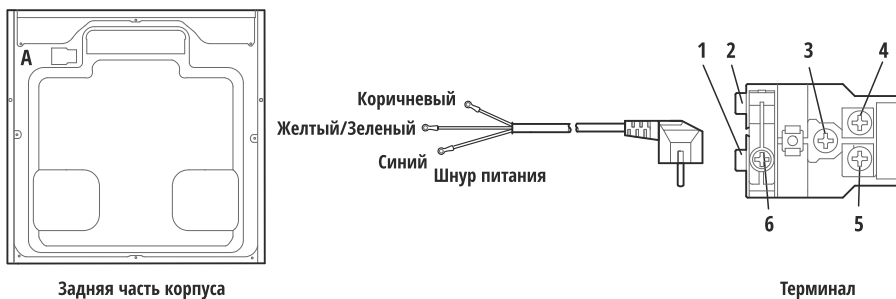 A
Коричневый
Желтый/Зеленый
Синий
Шнур питания
1 2 3 4
6 5
Задняя часть корпуса
Терминал